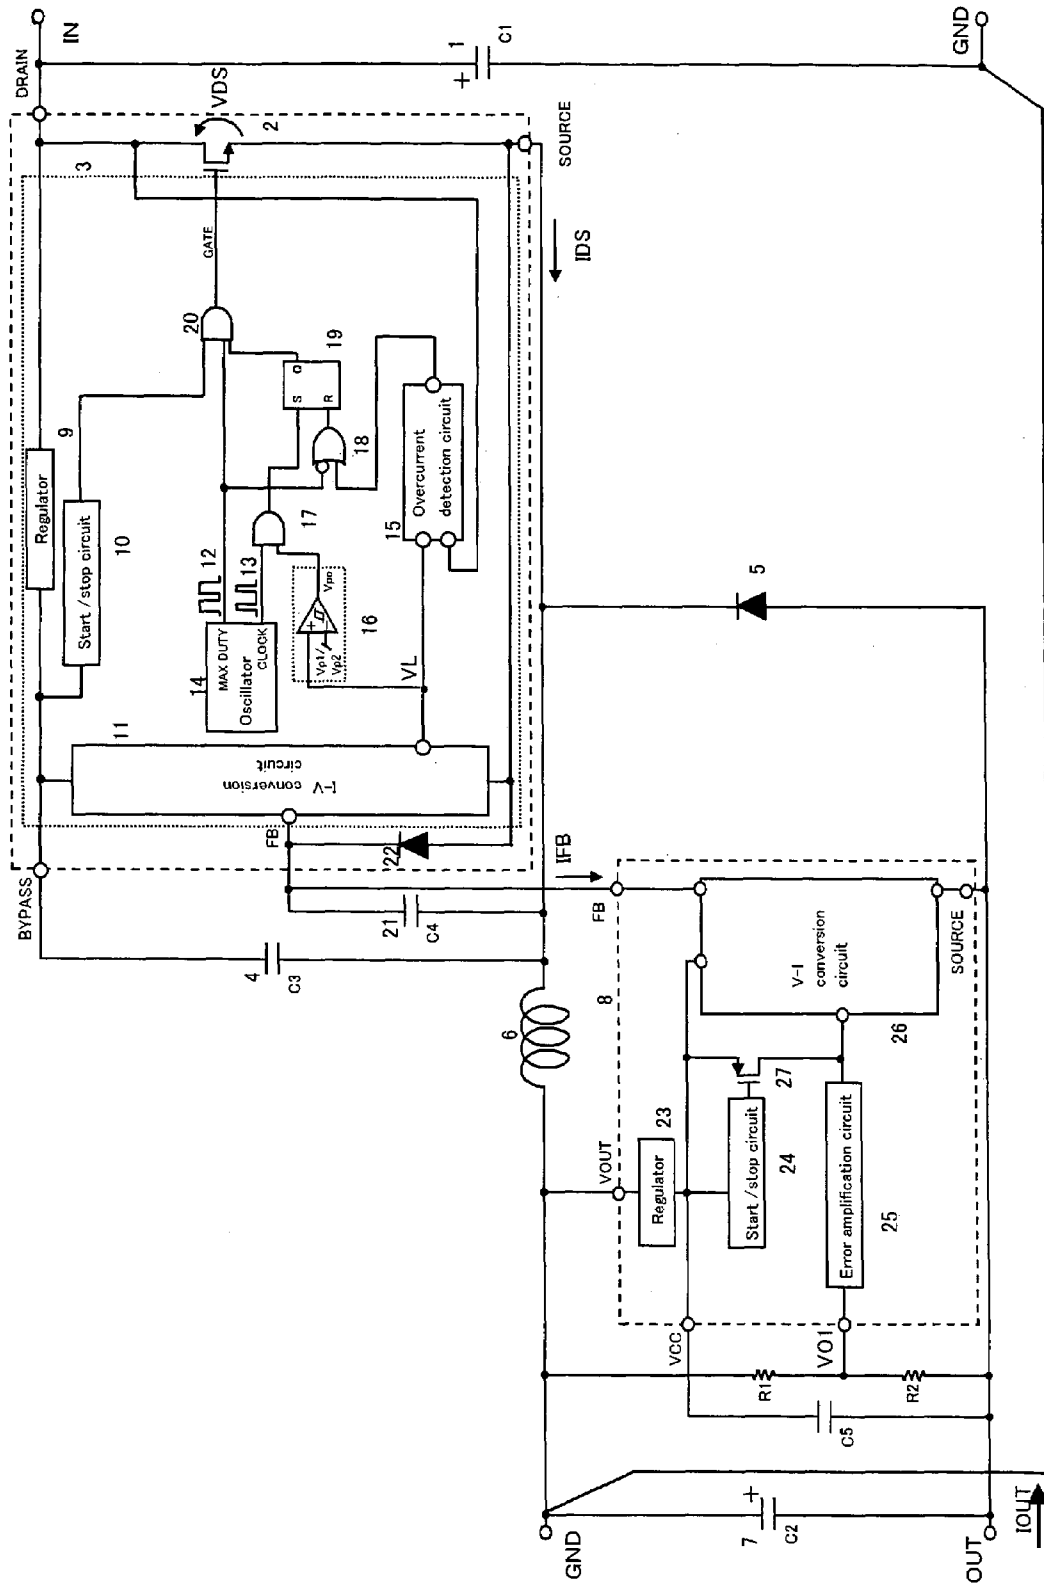 IN
DRAIN
1
+
C1
GND
VDS
2
SOURCE
3
IDS
GATE
20
19
Q
S
R
18
9
Regulator
Start/stop circuit
10
12
13
17
MAX DUTY
CLOCK
14
Oscillator
Vpo
+
-
Vp1/
Vp2
16
15
Overcurrent
detection circuit
VL
11
I-V
conversion
circuit
5
FB
22
BYPASS
IFB
21
C4
4
C3
FB
SOURCE
6
8
V-I
conversion
circuit
26
VOUT
23
Regulator
27
Start/stop circuit
24
Error amplification circuit
25
VCC
VO1
R1
R2
C5
GND
7
+
C2
OUT
IOUT